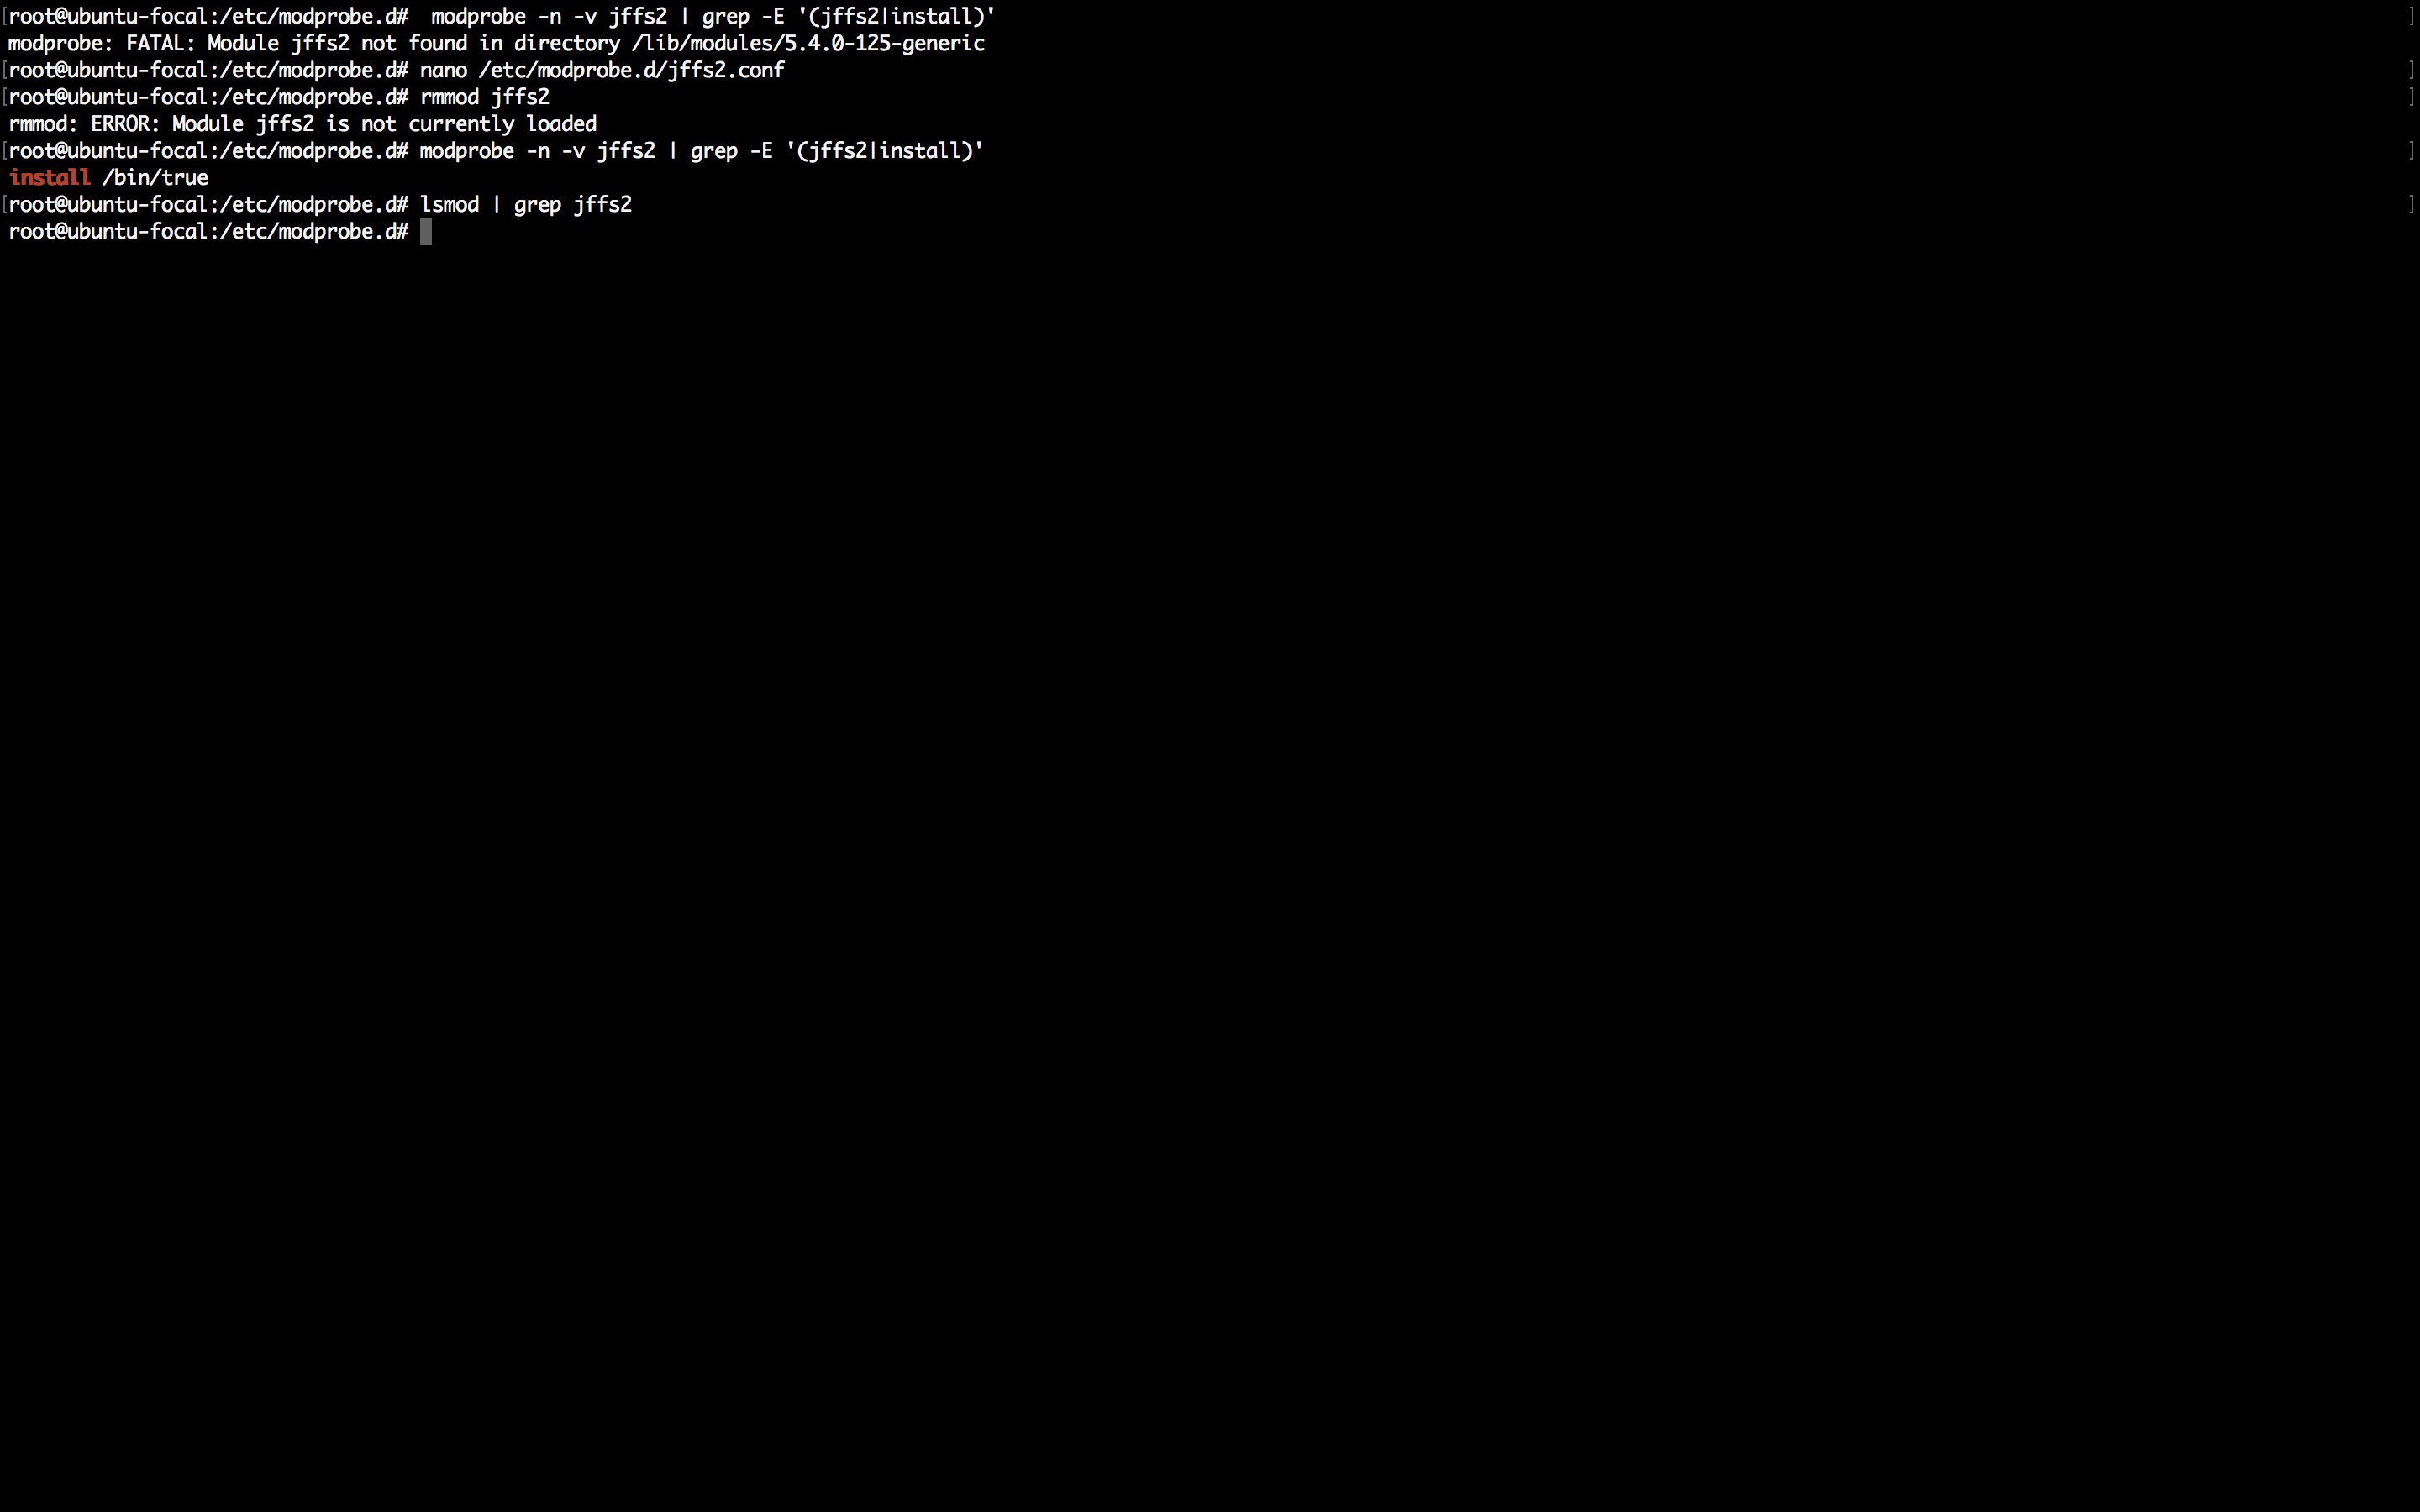 [root@ubuntu-focal:/etc/modprobe.d#  modprobe -n -v jffs2 | grep -E '(jffs2|install)' ]
modprobe: FATAL: Module jffs2 not found in directory /lib/modules/5.4.0-125-generic
[root@ubuntu-focal:/etc/modprobe.d# nano /etc/modprobe.d/jffs2.conf ]
[root@ubuntu-focal:/etc/modprobe.d# rmmod jffs2 ]
rmmod: ERROR: Module jffs2 is not currently loaded
[root@ubuntu-focal:/etc/modprobe.d# modprobe -n -v jffs2 | grep -E '(jffs2|install)' ]
install /bin/true
[root@ubuntu-focal:/etc/modprobe.d# lsmod | grep jffs2 ]
root@ubuntu-focal:/etc/modprobe.d#